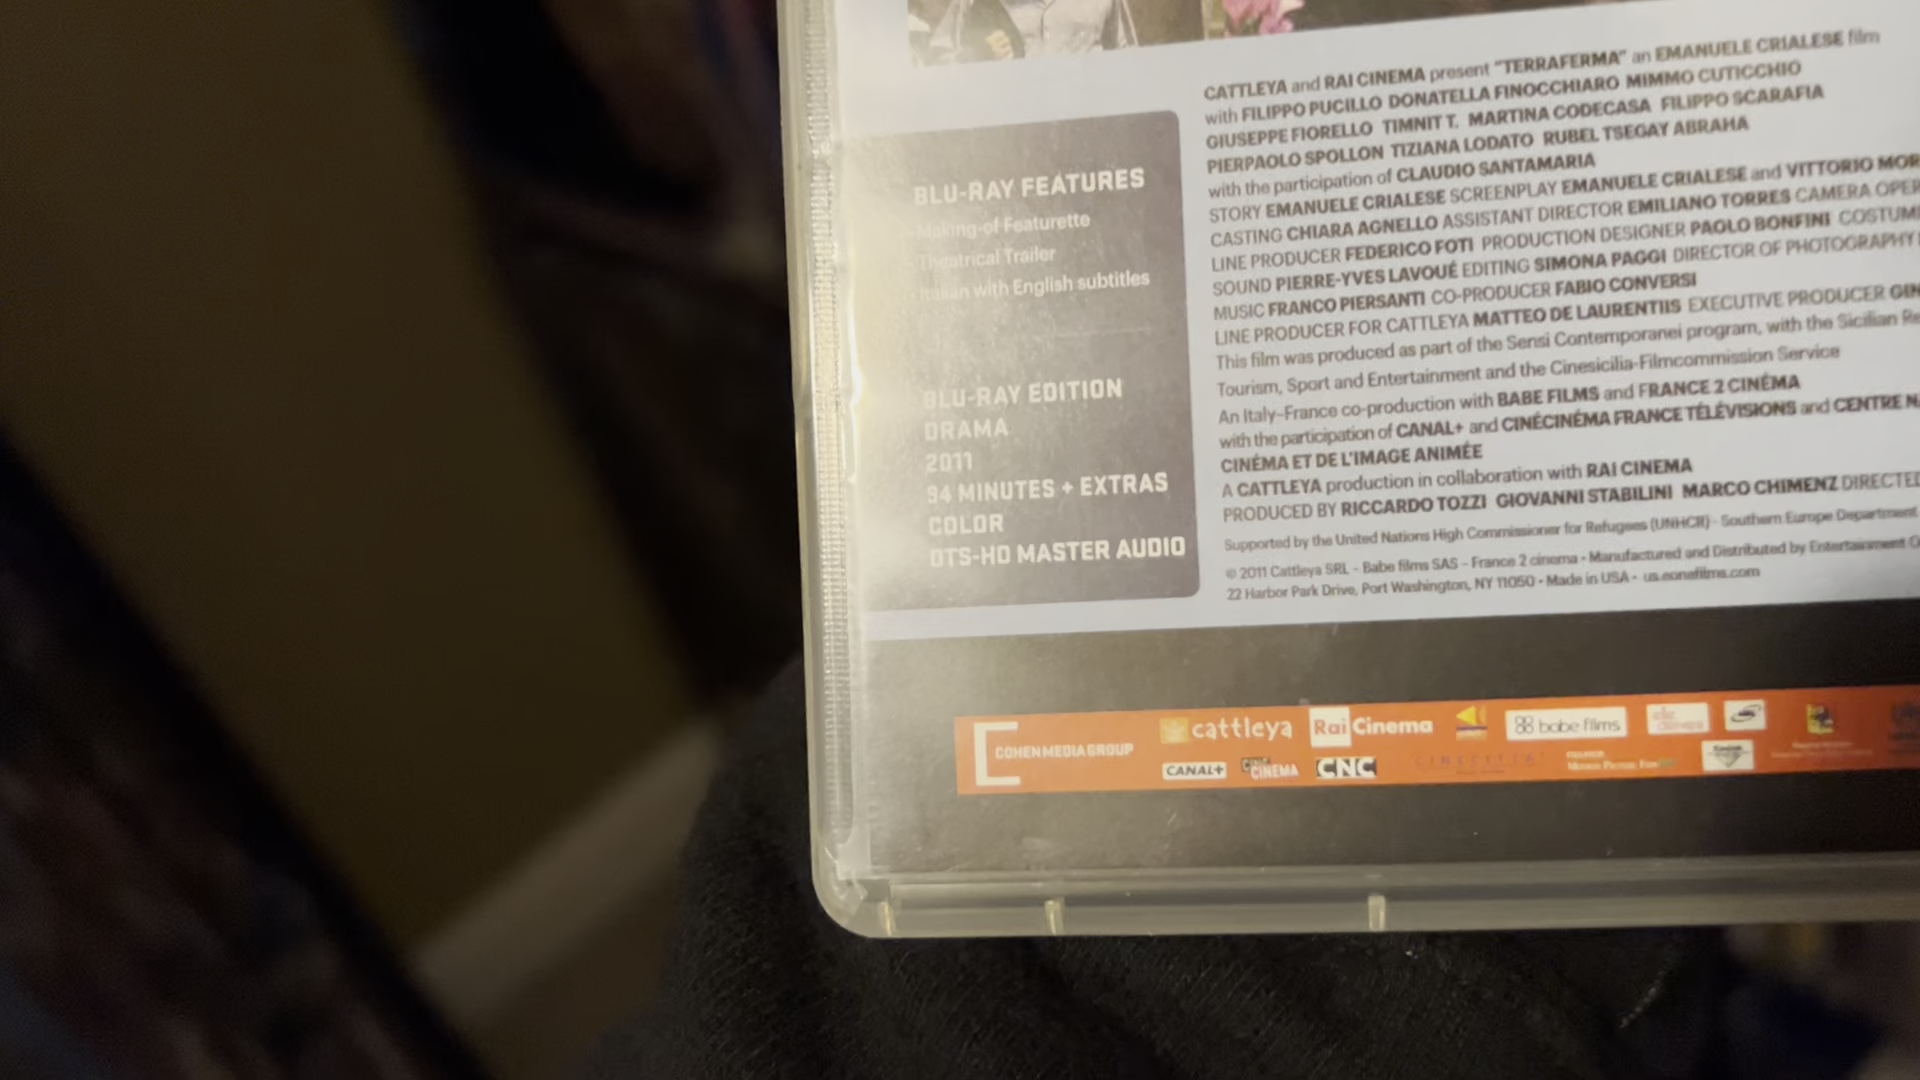 BLU-RAY FEATURES
Making-of Featurette
Theatrical Trailer
Italian with English subtitles
BLU-RAY EDITION
DRAMA
2011
94 MINUTES + EXTRAS
COLOR
DTS-HD MASTER AUDIO
CATTLEYA and RAI CINEMA present "TERRAFERMA" an EMANUELE CRIALESE film
with FILIPPO PUCILLO DONATELLA FINOCCHIARO MIMMO CUTICCHIO
GIUSEPPE FIORELLO TIMNIT T. MARTINA CODECASA FILIPPO SCARAFIA
PIERPAOLO SPOLLON TIZIANA LODATO RUBEL TSEGAY ABRAHA
with the participation of CLAUDIO SANTAMARIA
STORY EMANUELE CRIALESE SCREENPLAY EMANUELE CRIALESE and VITTORIO MOR
CASTING CHIARA AGNELLO ASSISTANT DIRECTOR EMILIANO TORRES CAMERA OPER
LINE PRODUCER FEDERICO FOTI PRODUCTION DESIGNER PAOLO BONFINI COSTUM
SOUND PIERRE-YVES LAVOUÉ EDITING SIMONA PAGGI DIRECTOR OF PHOTOGRAPHY
MUSIC FRANCO PIERSANTI CO-PRODUCER FABIO CONVERSI
LINE PRODUCER FOR CATTLEYA MATTEO DE LAURENTIIS EXECUTIVE PRODUCER GIN
This film was produced as part of the Sensi Contemporanei program, with the Sicilian Re
Tourism, Sport and Entertainment and the Cinesicilia-Filmcommission Service
An Italy-France co-production with BABE FILMS and FRANCE 2 CINÉMA
with the participation of CANAL+ and CINÉCINÉMA FRANCE TÉLÉVISIONS and CENTRE N
CINÉMA ET DE L'IMAGE ANIMÉE
A CATTLEYA production in collaboration with RAI CINEMA
PRODUCED BY RICCARDO TOZZI GIOVANNI STABILINI MARCO CHIMENZ DIRECTED
Supported by the United Nations High Commissioner for Refugees (UNHCR) - Southern Europe Department
© 2011 Cattleya SRL - Babe films SAS - France 2 cinema • Manufactured and Distributed by Entertainment O
22 Harbor Park Drive, Port Washington, NY 11050 • Made in USA • us.eonefilms.com
COHEN MEDIA GROUP
cattleya Rai Cinema babe films
CANAL+ CINÉ CINEMA CNC